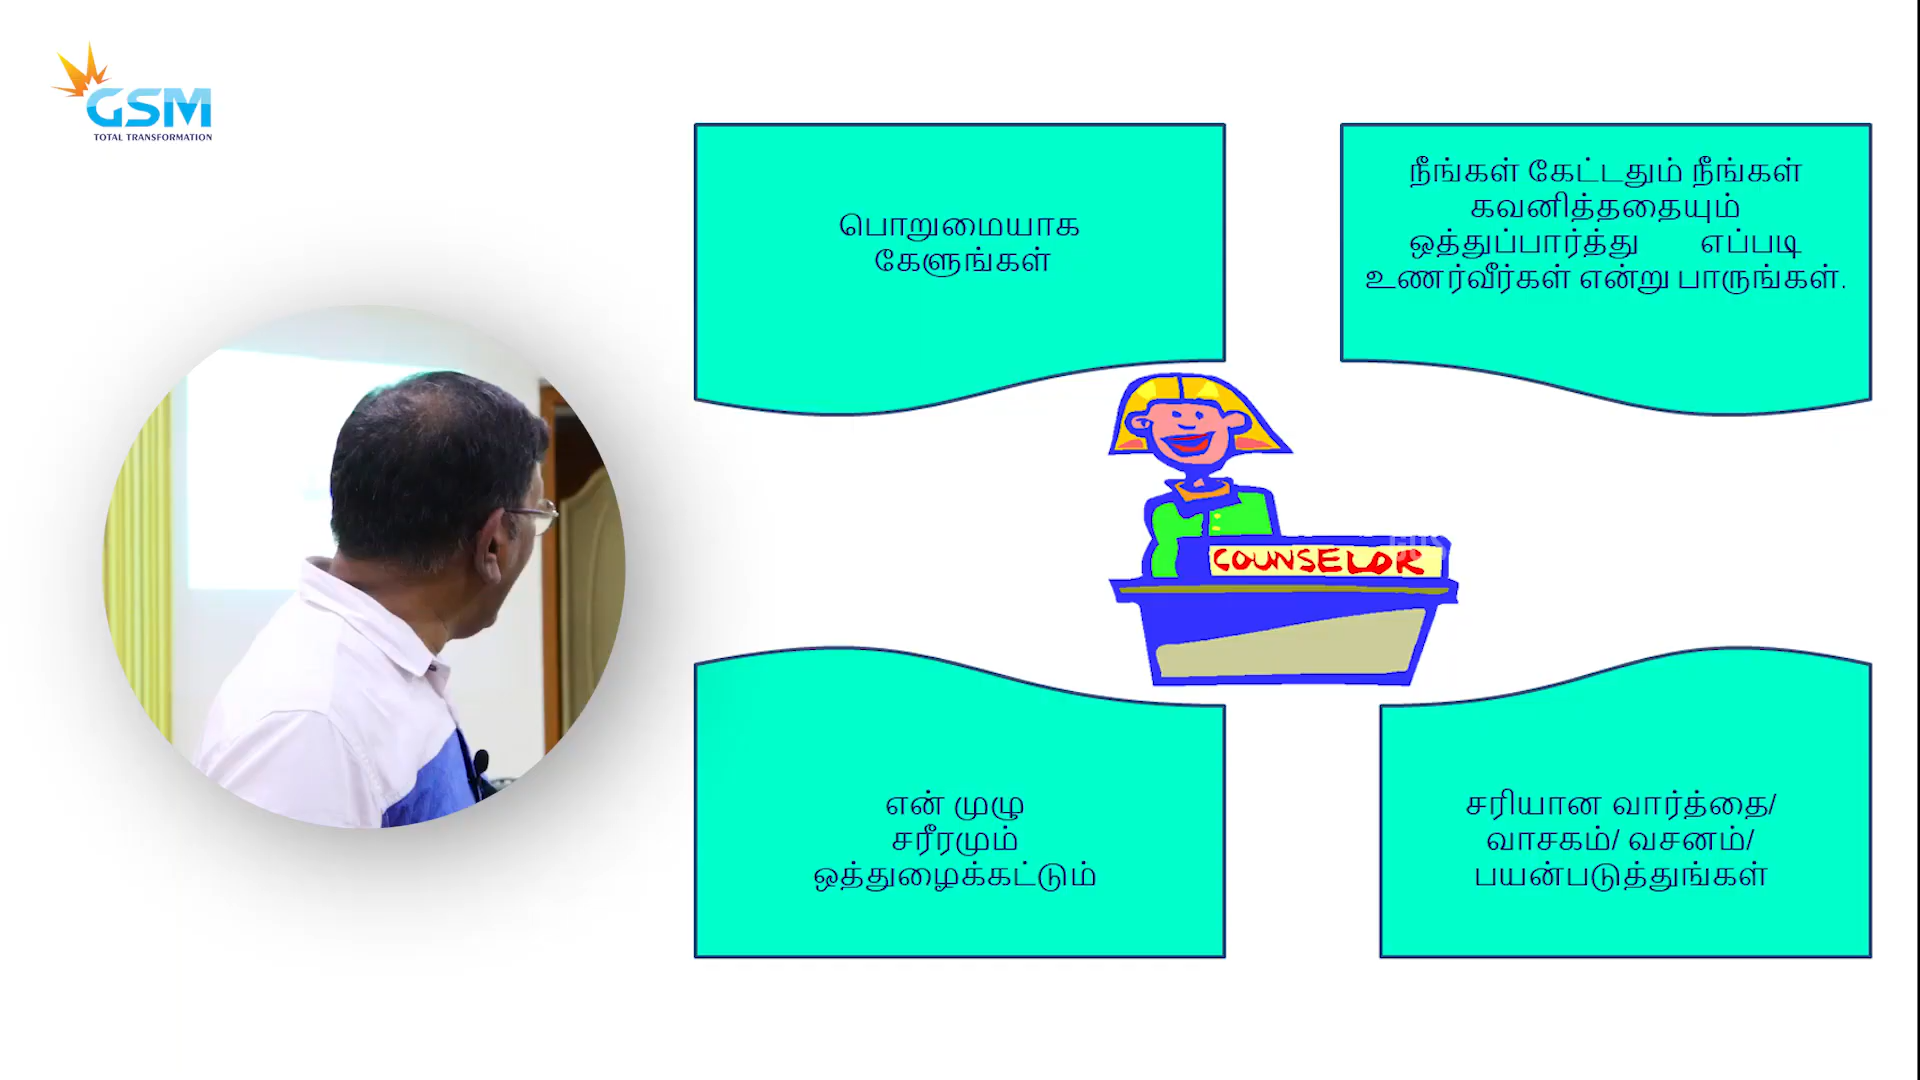 GSM
TOTAL TRANSFORMATION
பொறுமையாக
கேளுங்கள்
நீங்கள் கேட்டதும் நீங்கள்
கவனித்ததையும்
ஒத்துப்பார்த்து எப்படி
உணர்வீர்கள் என்று பாருங்கள்.
COUNSELOR
என் முழு
சரீரமும்
ஒத்துழைக்கட்டும்
சரியான வார்த்தை/
வாசகம்/ வசனம்/
பயன்படுத்துங்கள்